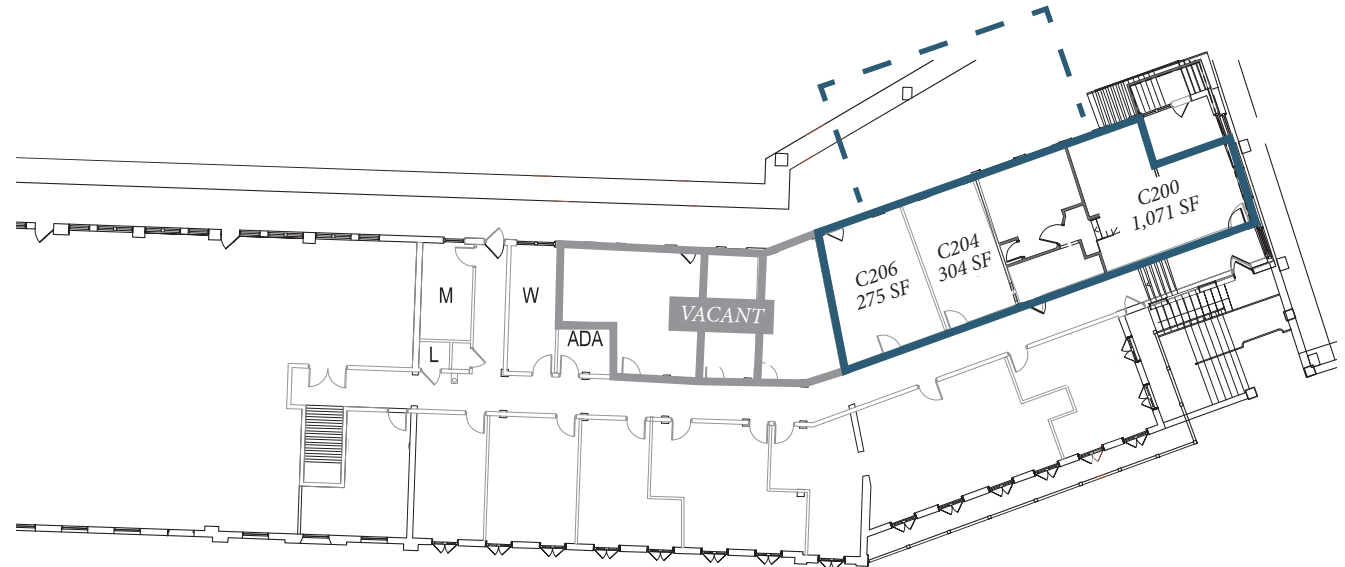 C200
1,071 SF
C204
304 SF
C206
275 SF
M
W
VACANT
ADA
L